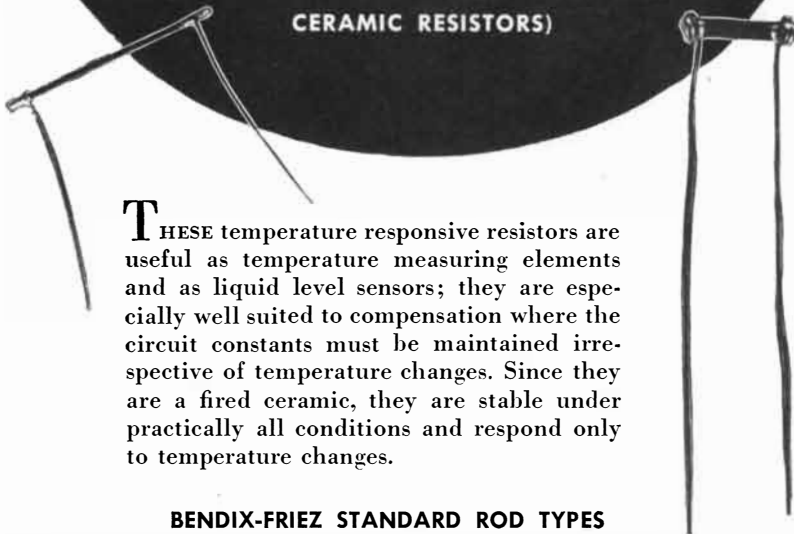 CERAMIC RESISTORS)
THESE temperature responsive resistors are
useful as temperature measuring elements
and as liquid level sensors; they are espe-
cially well suited to compensation where the
circuit constants must be maintained irre-
spective of temperature changes. Since they
are a fired ceramic, they are stable under
practically all conditions and respond only
to temperature changes.
BENDIX-FRIEZ STANDARD ROD TYPES